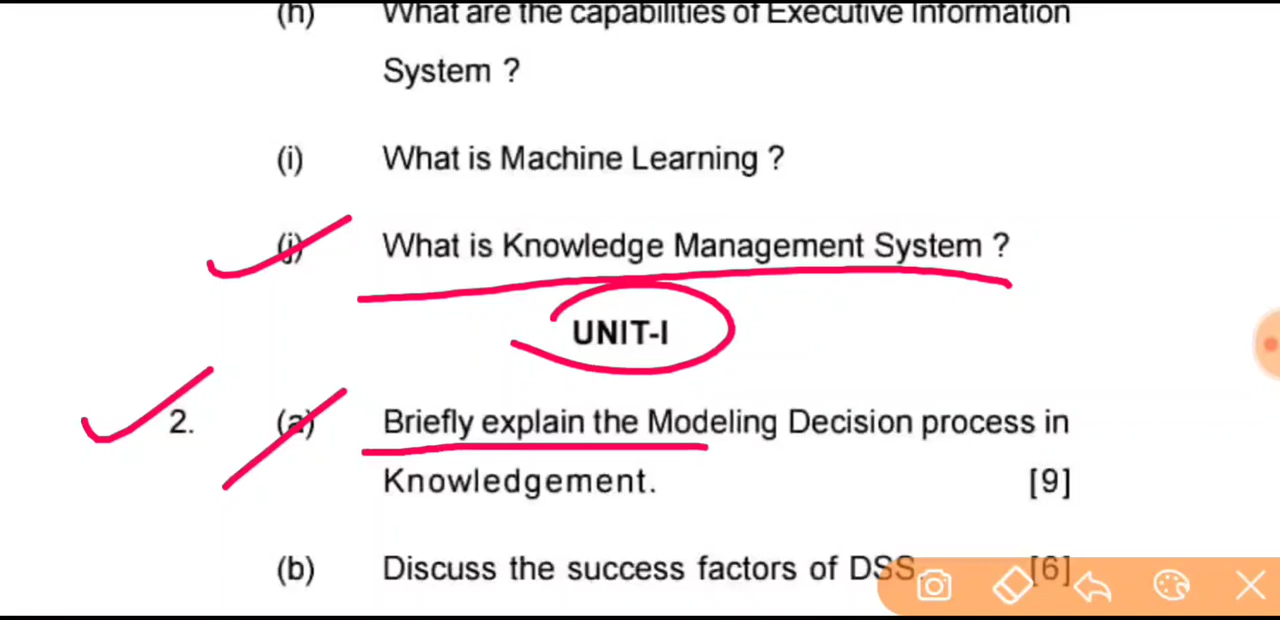 (h) What are the capabilities of Executive Information
System ?
(i) What is Machine Learning ?
(j) What is Knowledge Management System ?
UNIT-I
2. (a) Briefly explain the Modeling Decision process in
Knowledgement. [9]
(b) Discuss the success factors of DSS. [6]